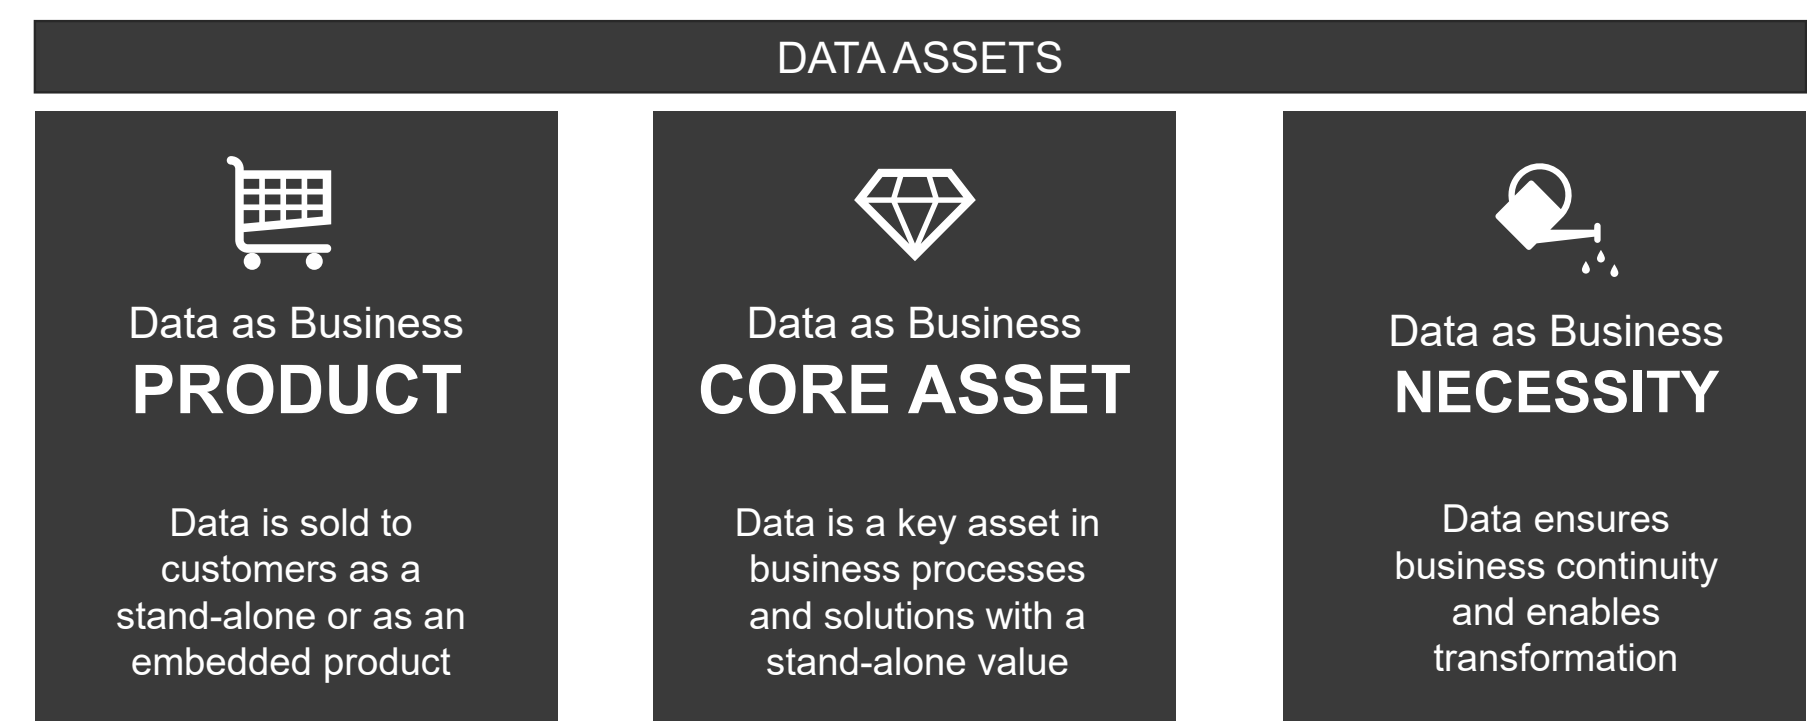 DATA ASSETS
Data as Business
PRODUCT
Data is sold to
customers as a
stand-alone or as an
embedded product
Data as Business
CORE ASSET
Data is a key asset in
business processes
and solutions with a
stand-alone value
Data as Business
NECESSITY
Data ensures
business continuity
and enables
transformation